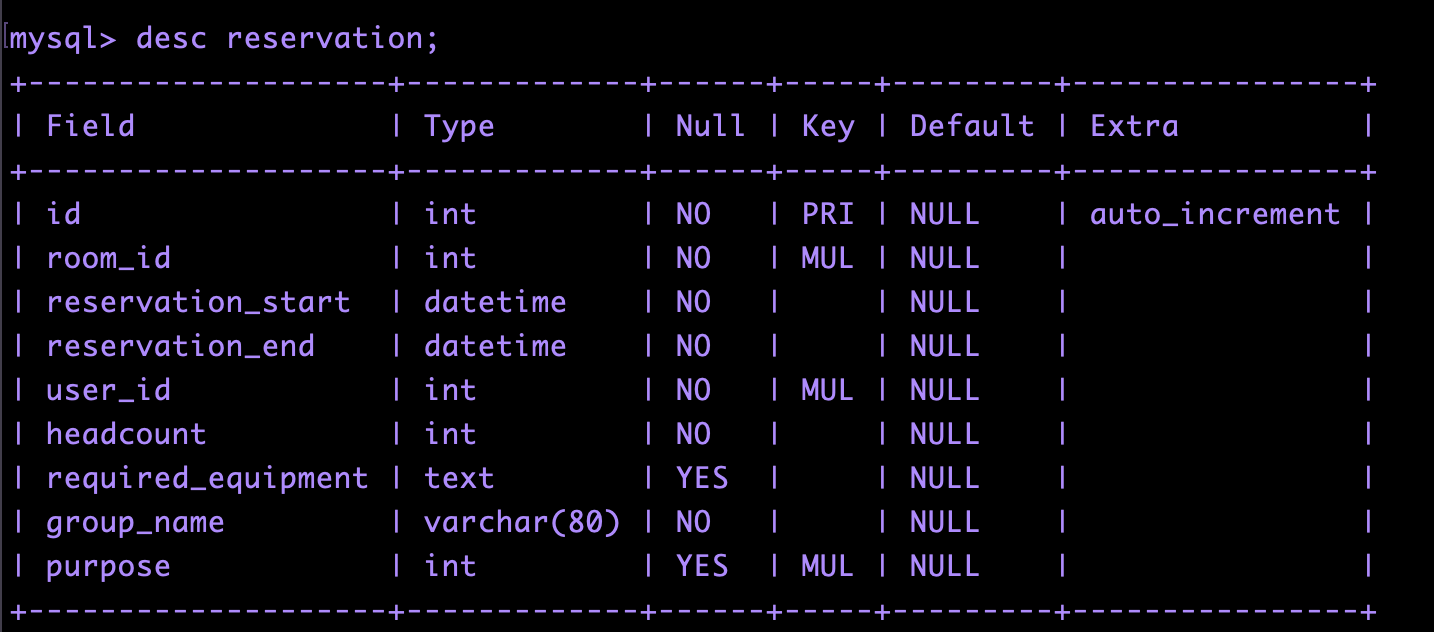 mysql> desc reservation;
+--------------------+-------------+------+-----+---------+----------------+
| Field              | Type        | Null | Key | Default | Extra          |
+--------------------+-------------+------+-----+---------+----------------+
| id                 | int         | NO   | PRI | NULL    | auto_increment |
| room_id            | int         | NO   | MUL | NULL    |                |
| reservation_start  | datetime    | NO   |     | NULL    |                |
| reservation_end    | datetime    | NO   |     | NULL    |                |
| user_id            | int         | NO   | MUL | NULL    |                |
| headcount          | int         | NO   |     | NULL    |                |
| required_equipment | text        | YES  |     | NULL    |                |
| group_name         | varchar(80) | NO   |     | NULL    |                |
| purpose            | int         | YES  | MUL | NULL    |                |
+--------------------+-------------+------+-----+---------+----------------+